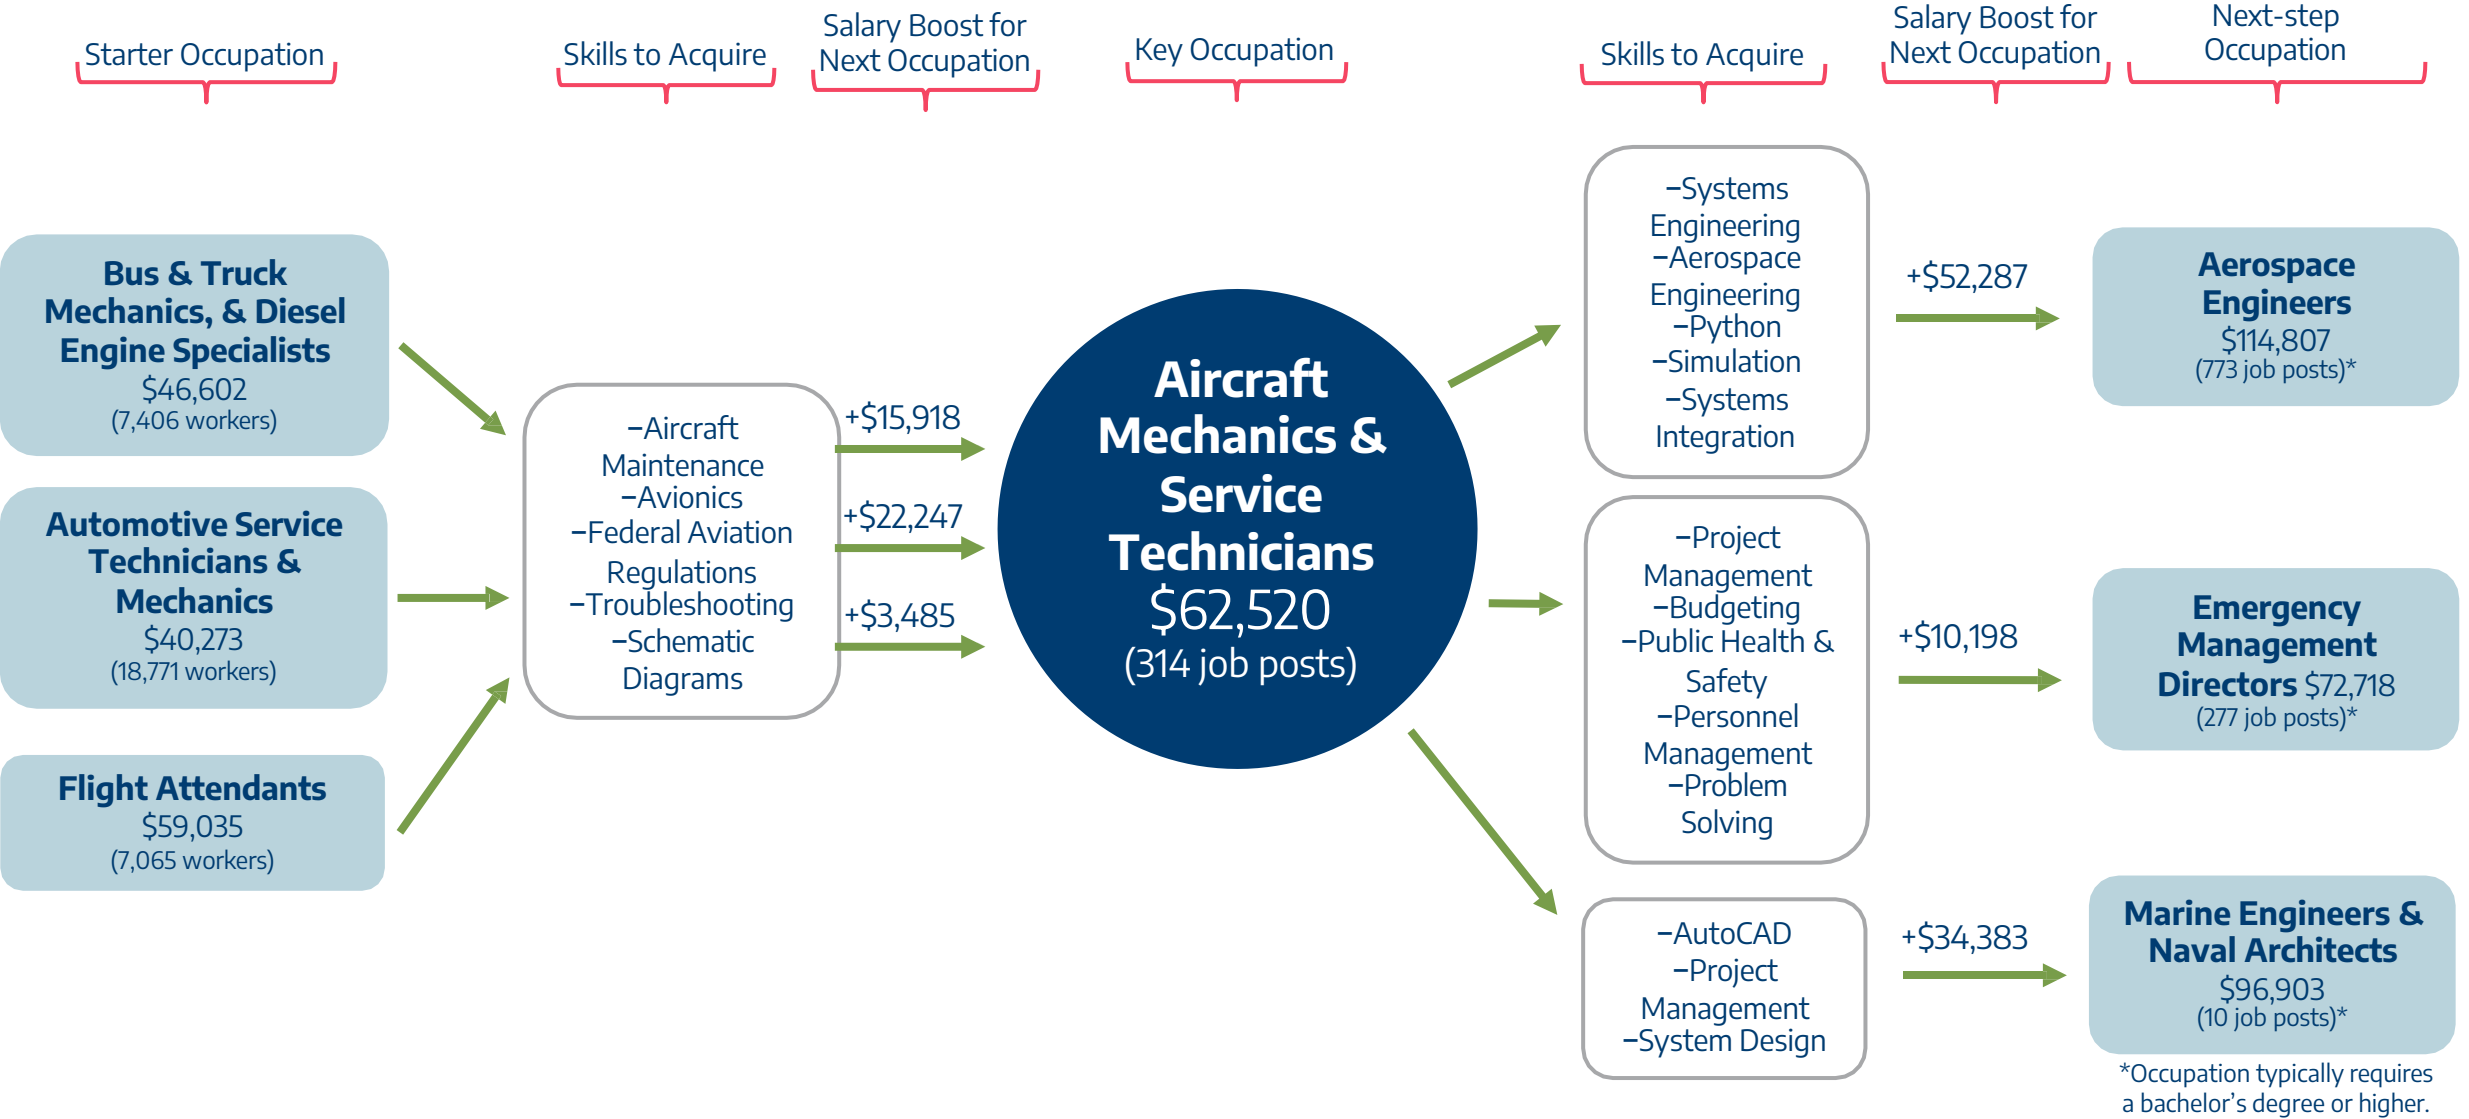 Starter Occupation
Skills to Acquire
Salary Boost for
Next Occupation
Key Occupation
Skills to Acquire
Salary Boost for
Next Occupation
Next-step
Occupation
Bus & Truck
Mechanics, & Diesel
Engine Specialists
$46,602
(7,406 workers)
Automotive Service
Technicians &
Mechanics
$40,273
(18,771 workers)
Flight Attendants
$59,035
(7,065 workers)
–Aircraft
Maintenance
–Avionics
–Federal Aviation
Regulations
–Troubleshooting
–Schematic
Diagrams
+$15,918
+$22,247
+$3,485
Aircraft
Mechanics &
Service
Technicians
$62,520
(314 job posts)
–Systems
Engineering
–Aerospace
Engineering
–Python
–Simulation
–Systems
Integration
+$52,287
Aerospace
Engineers
$114,807
(773 job posts)*
–Project
Management
–Budgeting
–Public Health &
Safety
–Personnel
Management
–Problem
Solving
+$10,198
Emergency
Management
Directors $72,718
(277 job posts)*
–AutoCAD
–Project
Management
–System Design
+$34,383
Marine Engineers &
Naval Architects
$96,903
(10 job posts)*
*Occupation typically requires
a bachelor’s degree or higher.